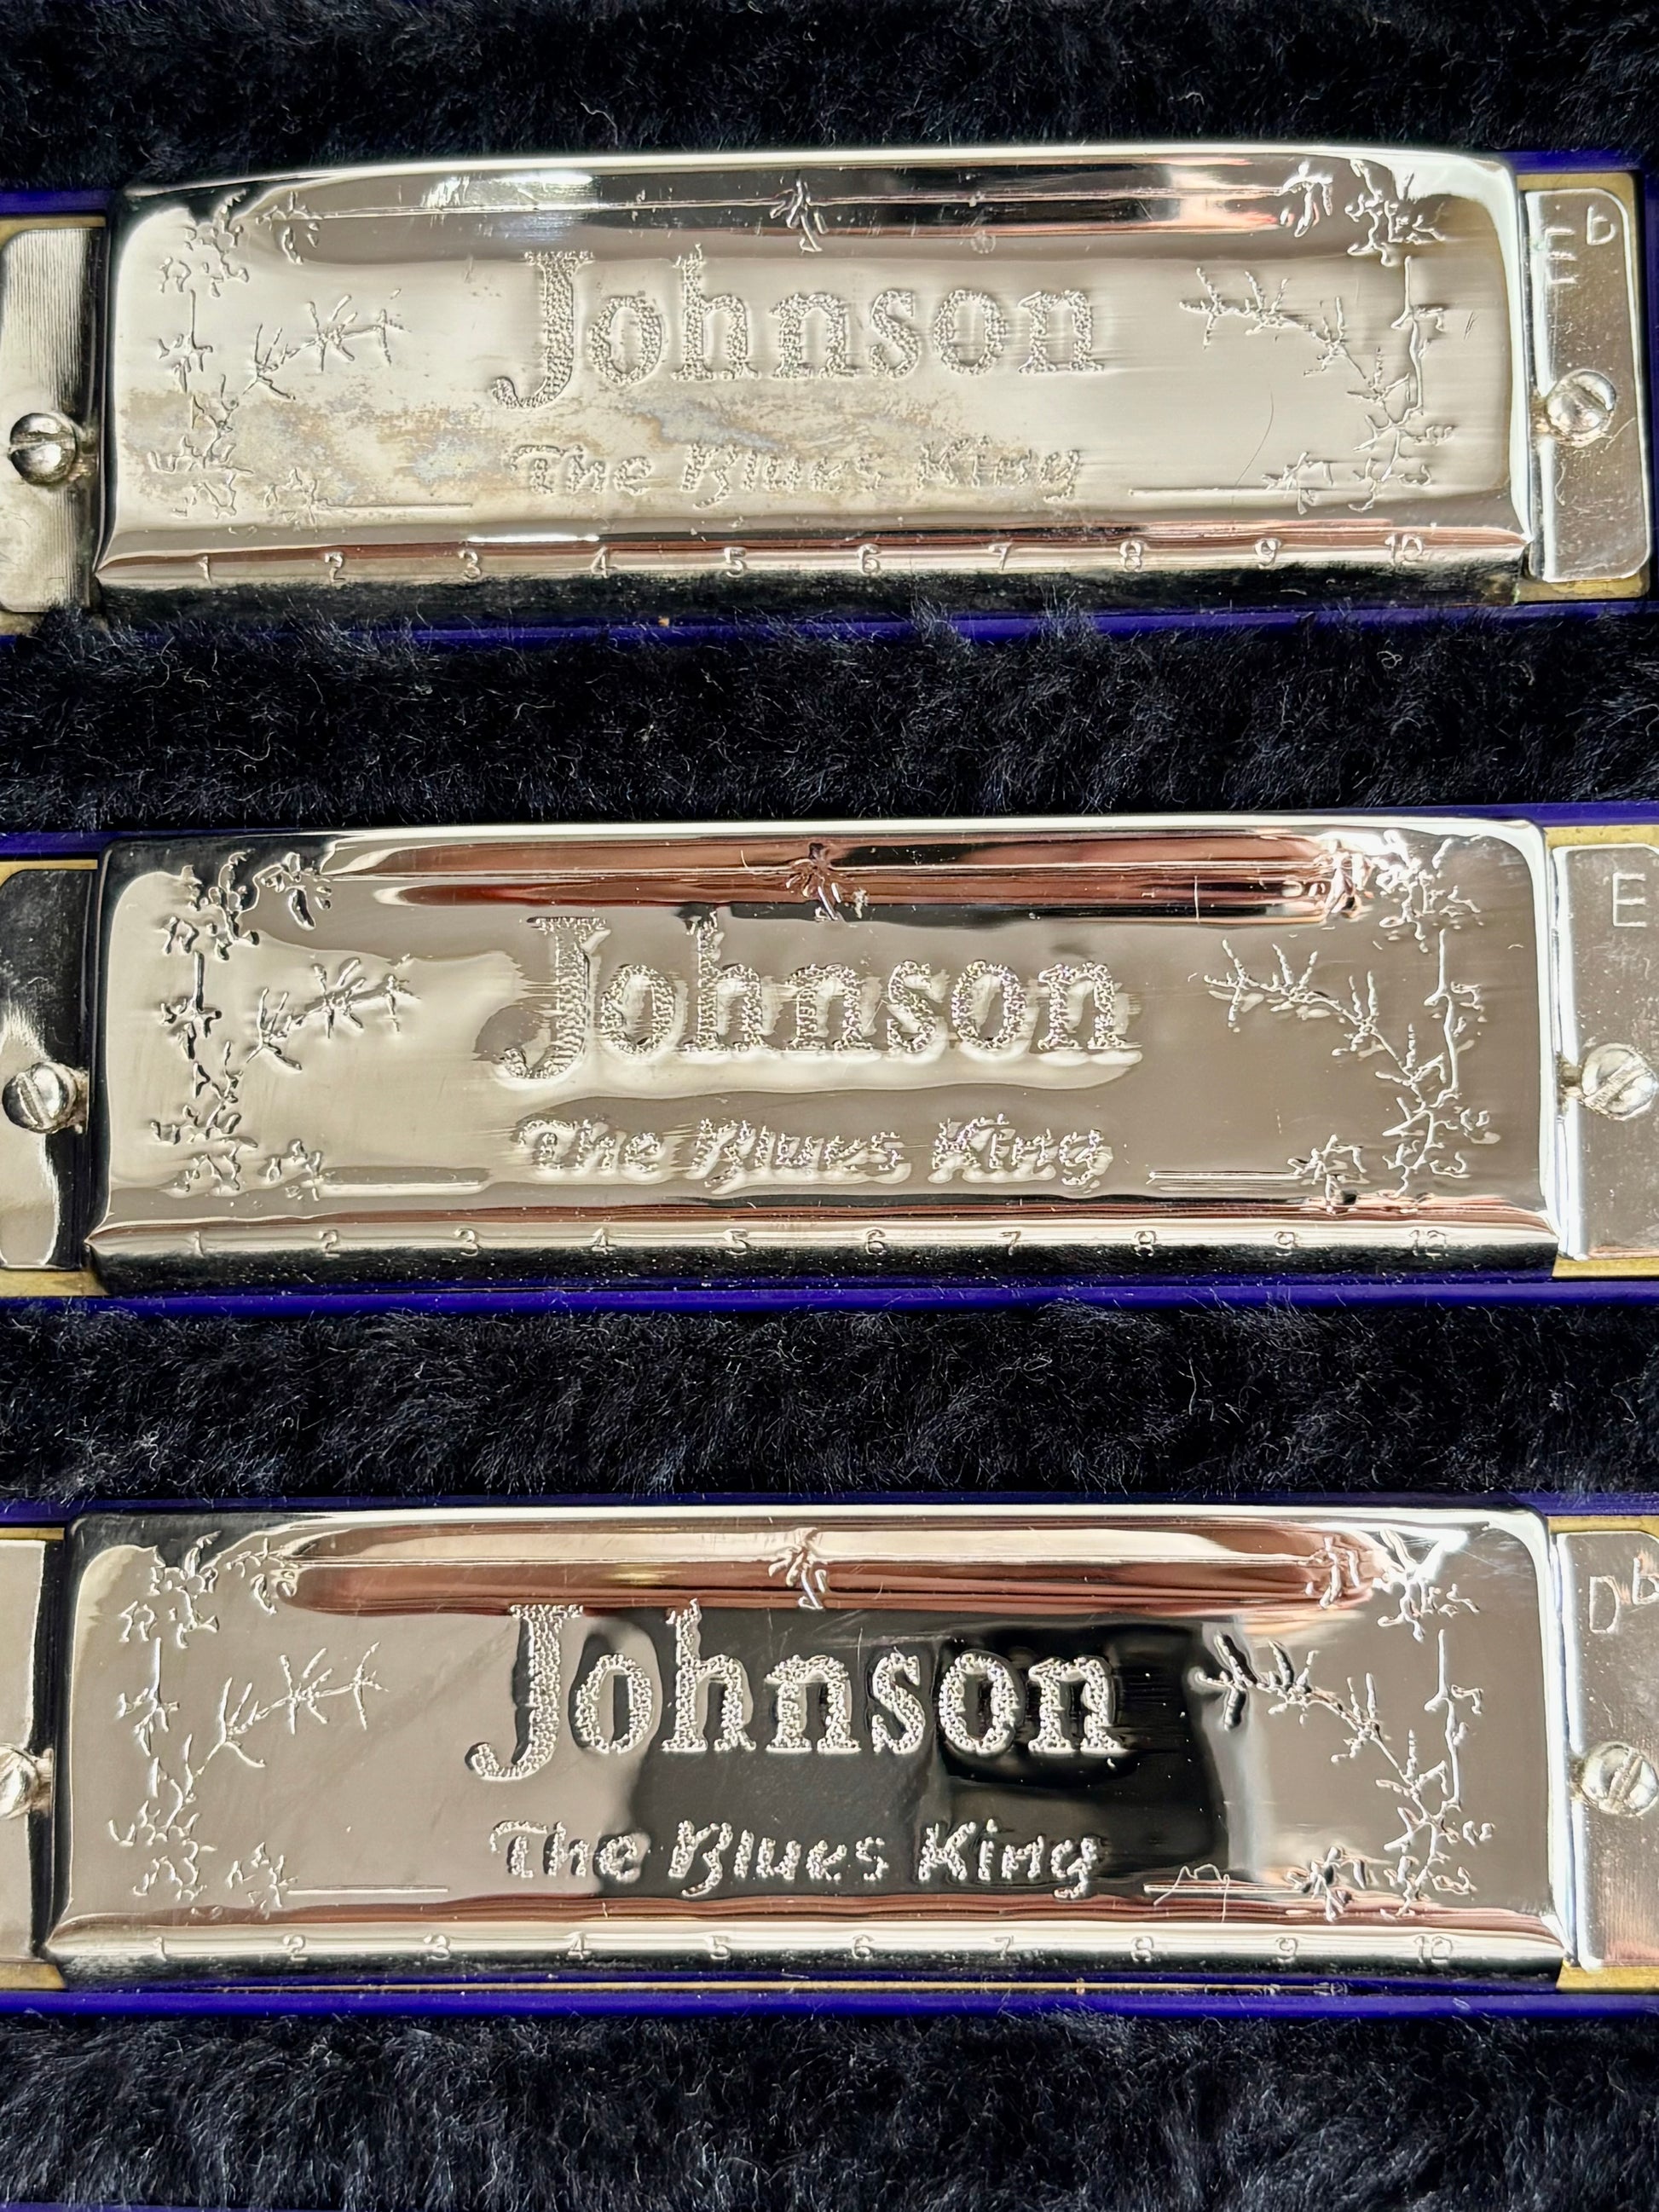 Johnson
E♭
The Blues King
1 2 3 4 5 6 7 8 9 10
Johnson
E
The Blues King
1 2 3 4 5 6 7 8 9 10
Johnson
D♭
The Blues King
1 2 3 4 5 6 7 8 9 10